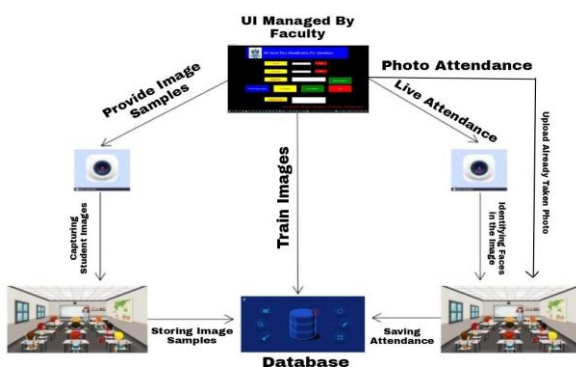 UI Managed By
Faculty
Photo Attendance
Provide Image
Samples
Live Attendance
Upload Already Taken Photo
Capturing
Student Images
Train Images
Identifying Faces
in the Image
Storing Image
Samples
Saving
Attendance
Database